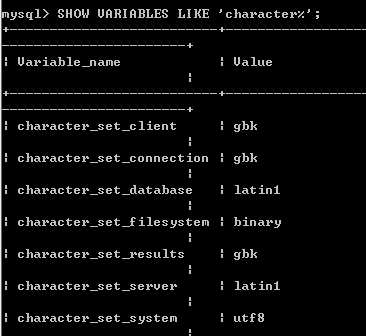 mysql> SHOW VARIABLES LIKE 'character%';
+--------------------------+-----------------
-----------------------+
| Variable_name            | Value
                       |
+--------------------------+-----------------
-----------------------+
| character_set_client     | gbk
                       |
| character_set_connection | gbk
                       |
| character_set_database   | latin1
                       |
| character_set_filesystem | binary
                       |
| character_set_results    | gbk
                       |
| character_set_server     | latin1
                       |
| character_set_system     | utf8
                       |